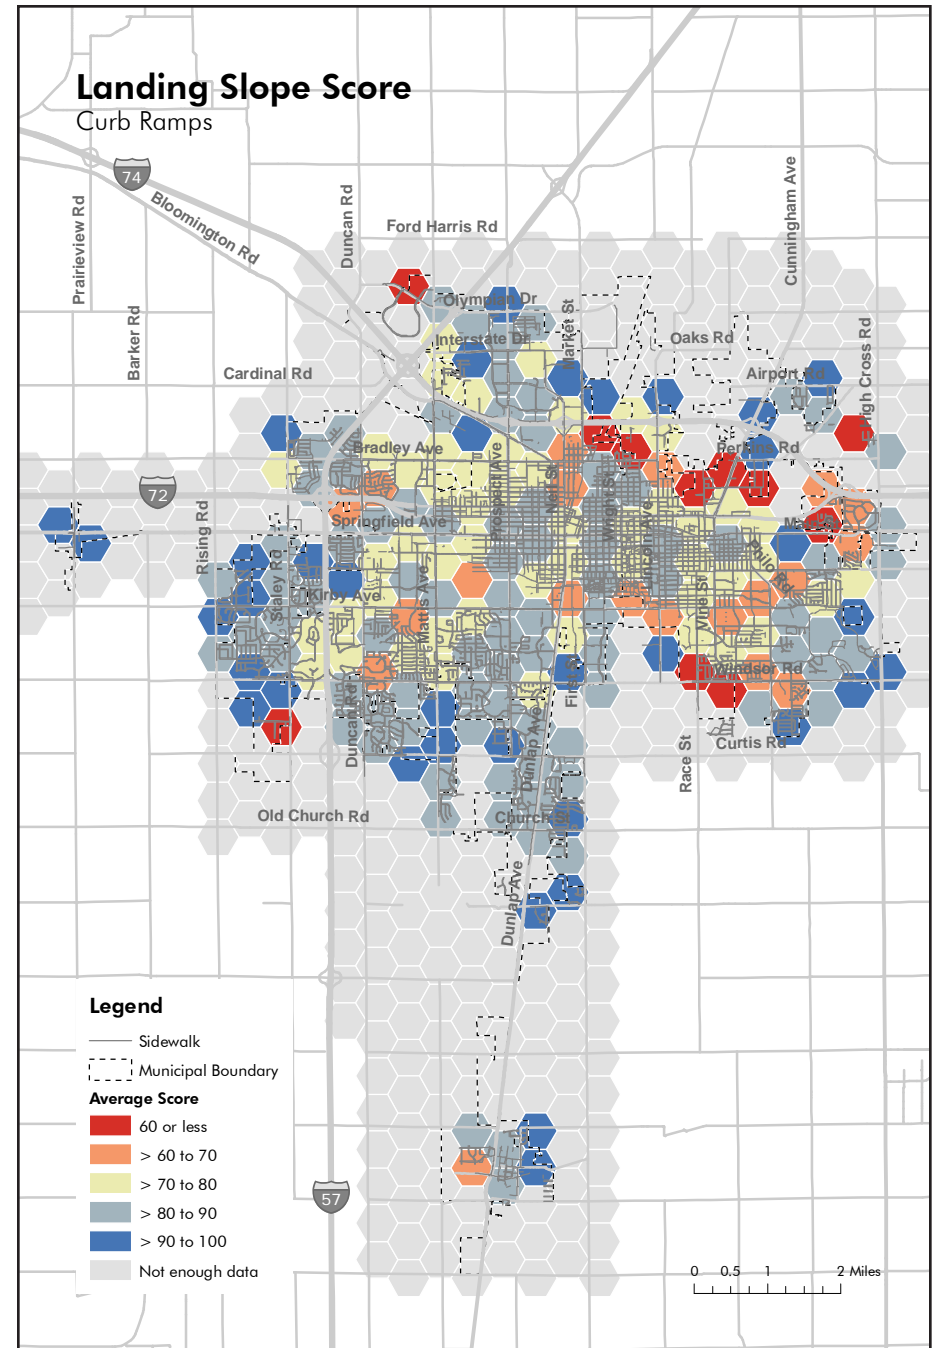 Landing Slope Score
Curb Ramps
74
Bloomington Rd
Prairieview Rd
Duncan Rd
Ford Harris Rd
Cunningham Ave
Barker Rd
Olympian Dr
Market St
Interstate Dr
Oaks Rd
High Cross Rd
Cardinal Rd
Airport Rd
Bradley Ave
Perkins Rd
72
Prospect Ave
Neil St
Wright St
Lincoln Ave
Rising Rd
Springfield Ave
Staley Rd
Kirby Ave
Mattis Ave
Philo Rd
Vine St
First St
Windsor Rd
Duncan Rd
Dunlap Ave
Race St
Curtis Rd
Old Church Rd
Church St
Dunlap Ave
Legend
Sidewalk
Municipal Boundary
Average Score
60 or less
> 60 to 70
> 70 to 80
> 80 to 90
> 90 to 100
Not enough data
57
0 0.5 1 2 Miles